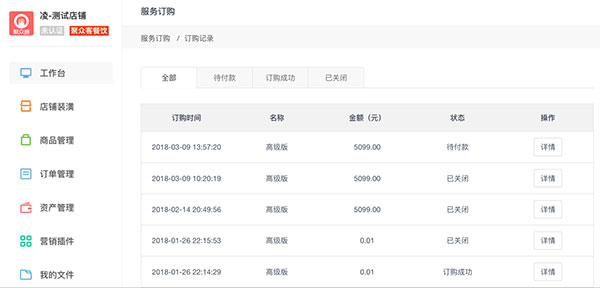 凌-测试店铺
未认证 聚众客餐饮
聚众客
工作台
店铺装潢
商品管理
订单管理
资产管理
营销插件
我的文件
服务订购
服务订购 / 订购记录
全部 待付款 订购成功 已关闭
订购时间 名称 金额（元） 状态 操作
2018-03-09 13:57:20 高级版 5099.00 待付款 详情
2018-03-09 10:20:19 高级版 5099.00 已关闭 详情
2018-02-14 20:49:56 高级版 5099.00 已关闭 详情
2018-01-26 22:15:53 高级版 0.01 已关闭 详情
2018-01-26 22:14:29 高级版 0.01 订购成功 详情